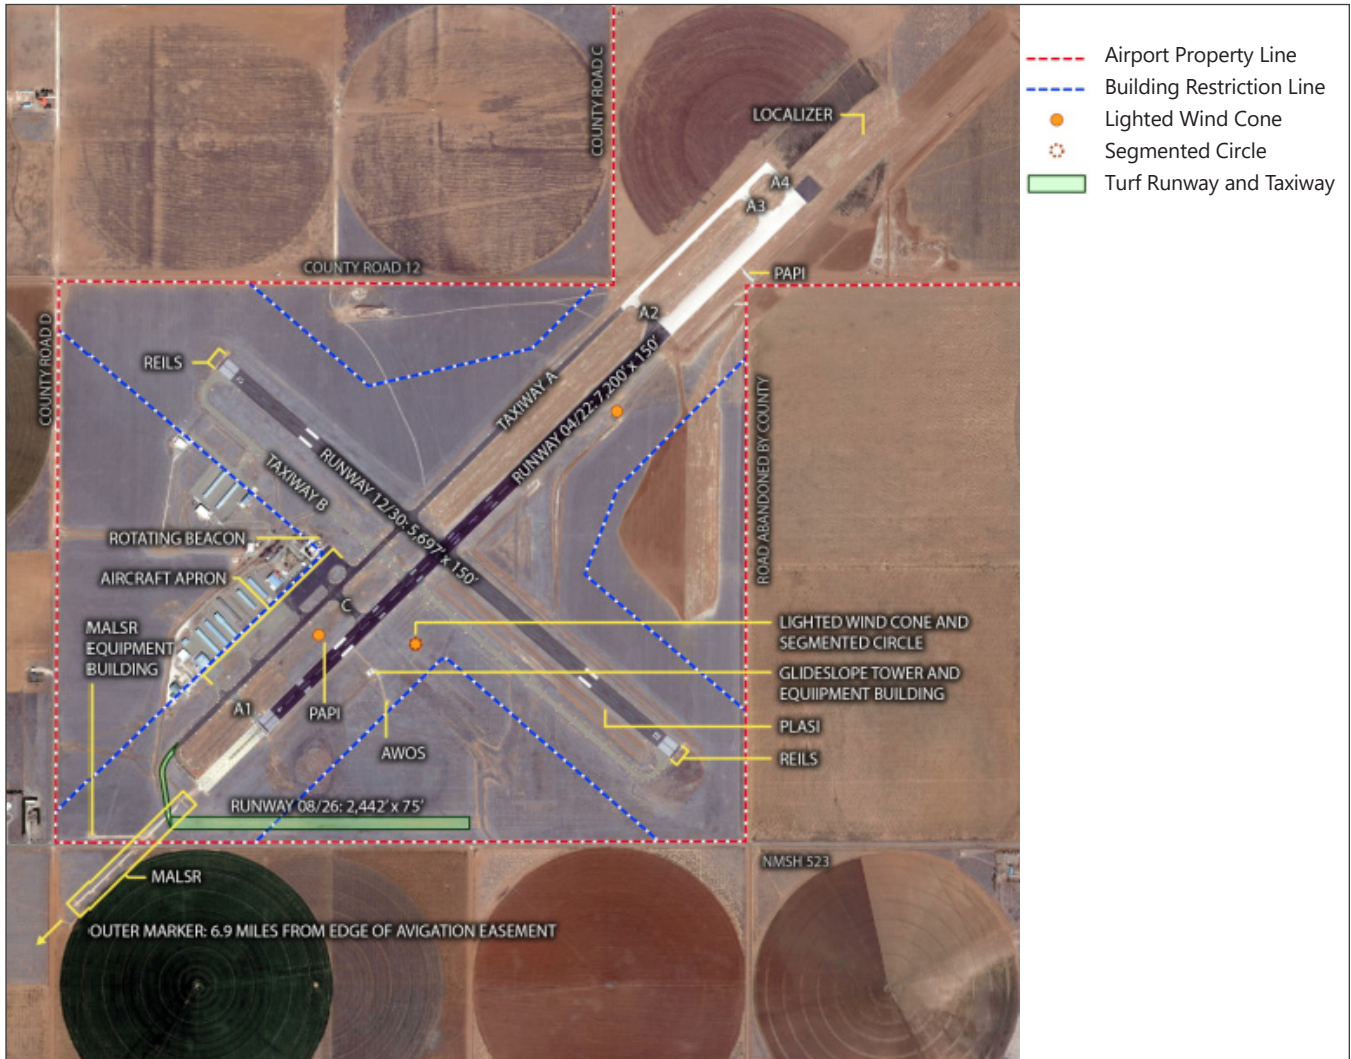 Airport Property Line
Building Restriction Line
Lighted Wind Cone
Segmented Circle
Turf Runway and Taxiway
COUNTY ROAD C
LOCALIZER
A4
A3
COUNTY ROAD 12
PAPI
A2
COUNTY ROAD D
REILS
TAXIWAY A
RUNWAY 04/22: 7,200' x 150'
ROAD ABANDONED BY COUNTY
TAXIWAY B
RUNWAY 12/30: 5,697' x 150'
ROTATING BEACON
AIRCRAFT APRON
C
MALSR
EQUIPMENT
BUILDING
LIGHTED WIND CONE AND
SEGMENTED CIRCLE
GLIDESLOPE TOWER AND
EQUIIPMENT BUILDING
A1
PAPI
PLASI
AWOS
REILS
RUNWAY 08/26: 2,442' x 75'
MALSR
NMSH 523
OUTER MARKER: 6.9 MILES FROM EDGE OF AVIGATION EASEMENT